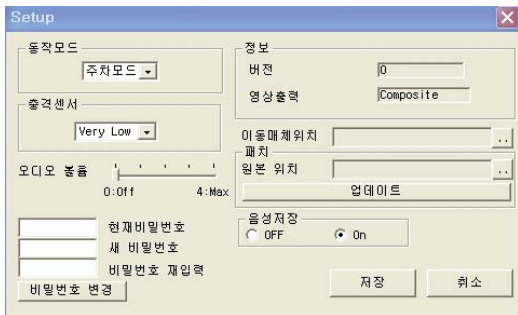 Setup
동작모드
주차모드
충격센서
Very Low
오디오 볼륨
0:Off 4:Max
현재비밀번호
새 비밀번호
비밀번호 재입력
비밀번호 변경
정보
버전 0
영상출력 Composite
이동매체위치 ..
패치
원본 위치 ..
업데이트
음성저장
OFF On
저장 취소